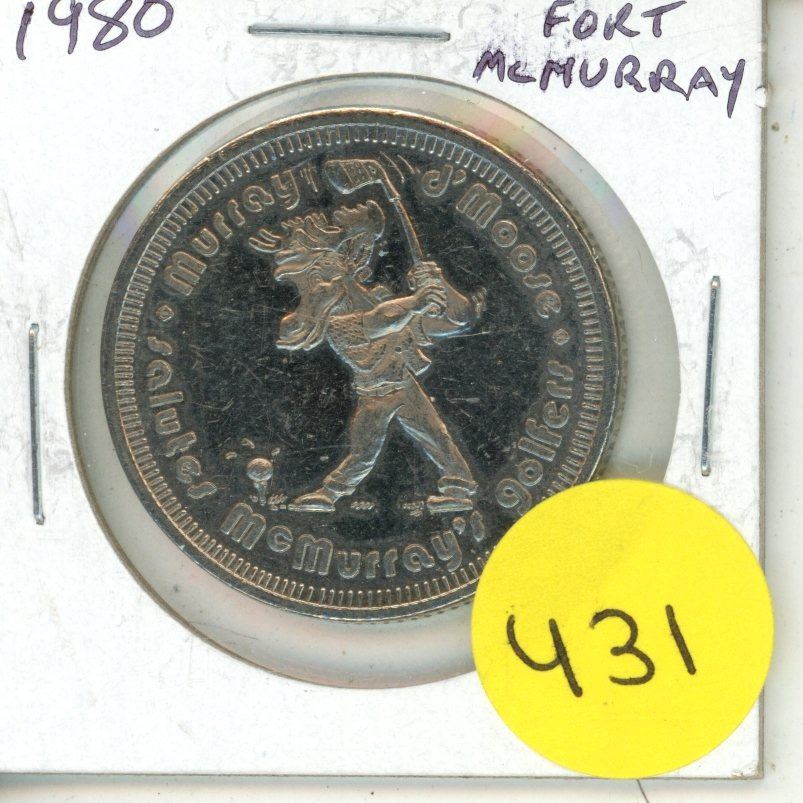 1980
FORT
McMURRAY
Murray d'Moose
salutes McMurray's golfers
431